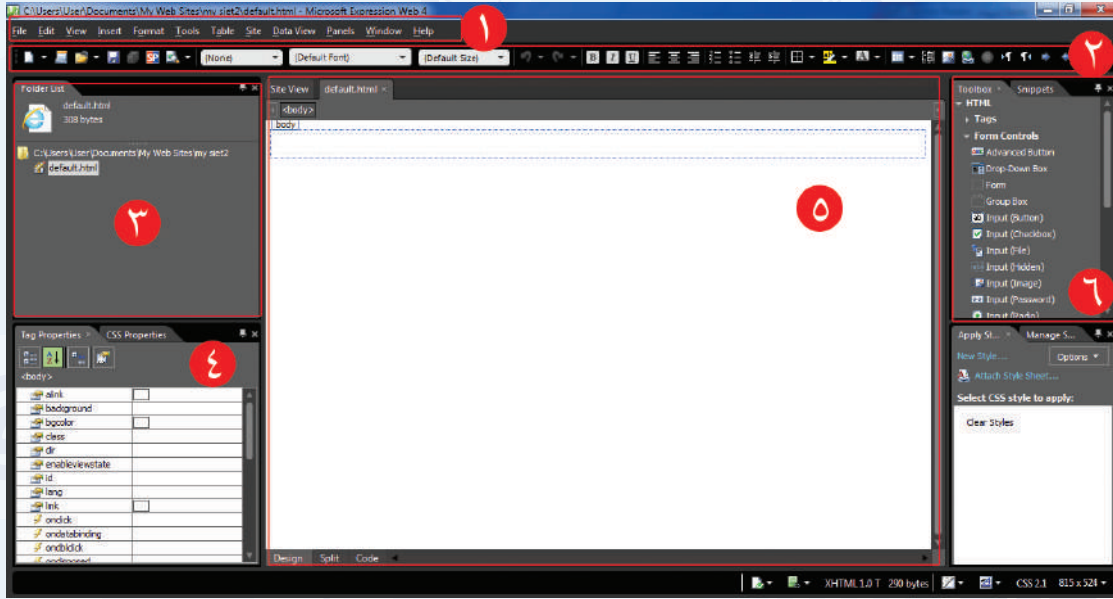 C:\Users\User\Documents\My Web Sites\my siet2\default.html - Microsoft Expression Web 4
File Edit View Insert Format Tools Table Site Data View Panels Window Help
١
(None) (Default Font) (Default Size) B I U
٢
Folder List
default.html
308 bytes
C:\Users\User\Documents\My Web Sites\my siet2
default.html
٣
Tag Properties × CSS Properties
٤
<body>
alink
background
bgcolor
class
dir
enableviewstate
id
lang
link
onclick
ondatabinding
ondblclick
ondisposed
Site View default.html ×
<body>
body
٥
Design Split Code
Toolbox × Snippets
HTML
Tags
Form Controls
Advanced Button
Drop-Down Box
Form
Group Box
Input (Button)
Input (Checkbox)
Input (File)
Input (Hidden)
Input (Image)
Input (Password)
Input (Radio)
٦
Apply St... × Manage S...
New Style... Options
Attach Style Sheet...
Select CSS style to apply:
Clear Styles
XHTML 1.0 T 290 bytes CSS 2.1 815 x 524